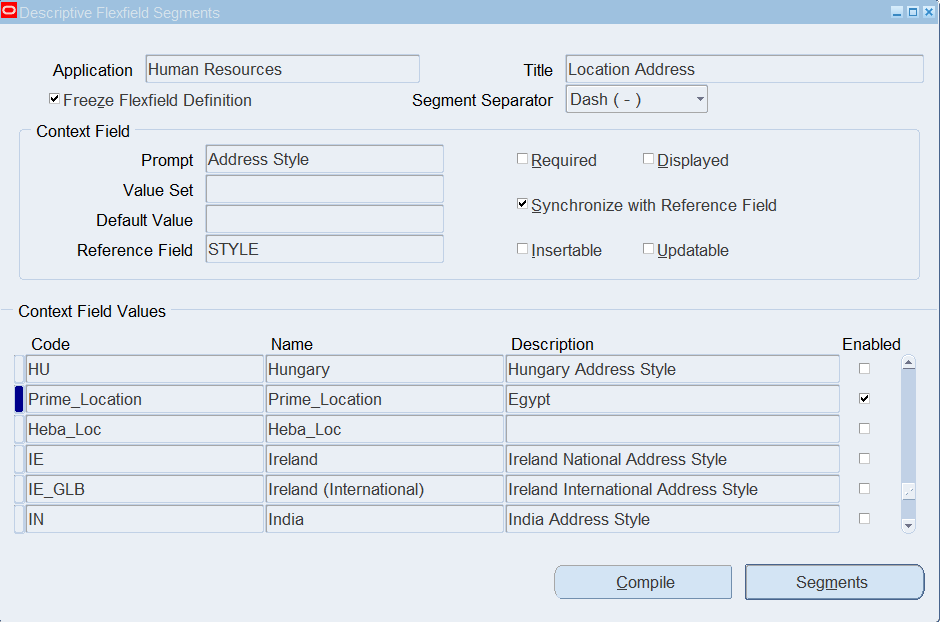 Descriptive Flexfield Segments
Application Human Resources Title Location Address
Freeze Flexfield Definition Segment Separator Dash ( - )
Context Field
Prompt Address Style Required Displayed
Value Set
Synchronize with Reference Field
Default Value
Reference Field STYLE Insertable Updatable
Context Field Values
Code Name Description Enabled
HU Hungary Hungary Address Style
Prime_Location Prime_Location Egypt
Heba_Loc Heba_Loc
IE Ireland Ireland National Address Style
IE_GLB Ireland (International) Ireland International Address Style
IN India India Address Style
Compile Segments